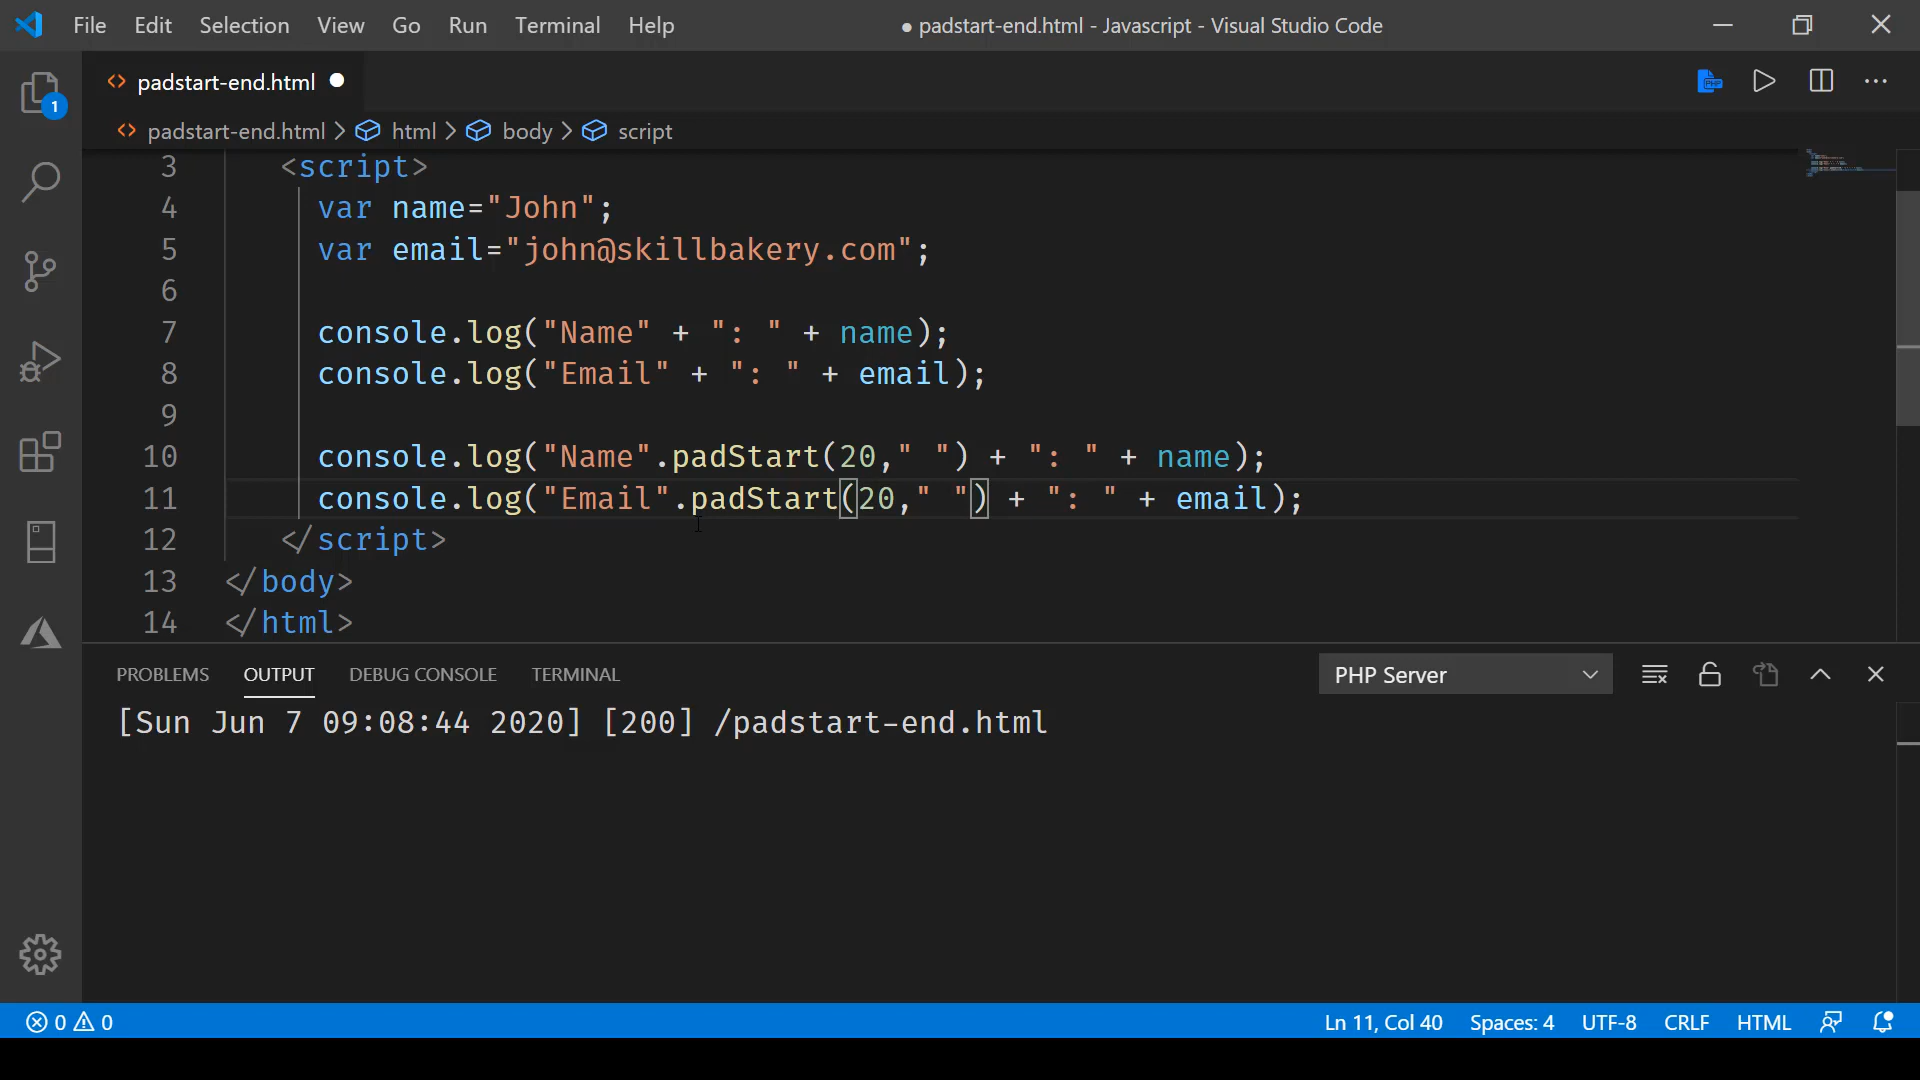 File Edit Selection View Go Run Terminal Help ● padstart-end.html - Javascript - Visual Studio Code
<> padstart-end.html ●
<> padstart-end.html > html > body > script
3 <script>
4 var name="John";
5 var email="john@skillbakery.com";
6
7 console.log("Name" + ": " + name);
8 console.log("Email" + ": " + email);
9
10 console.log("Name".padStart(20," ") + ": " + name);
11 console.log("Email".padStart(20," ") + ": " + email);
12 </script>
13 </body>
14 </html>
1
PHP
PROBLEMS OUTPUT DEBUG CONSOLE TERMINAL PHP Server
[Sun Jun 7 09:08:44 2020] [200] /padstart-end.html
0 0 Ln 11, Col 40 Spaces: 4 UTF-8 CRLF HTML